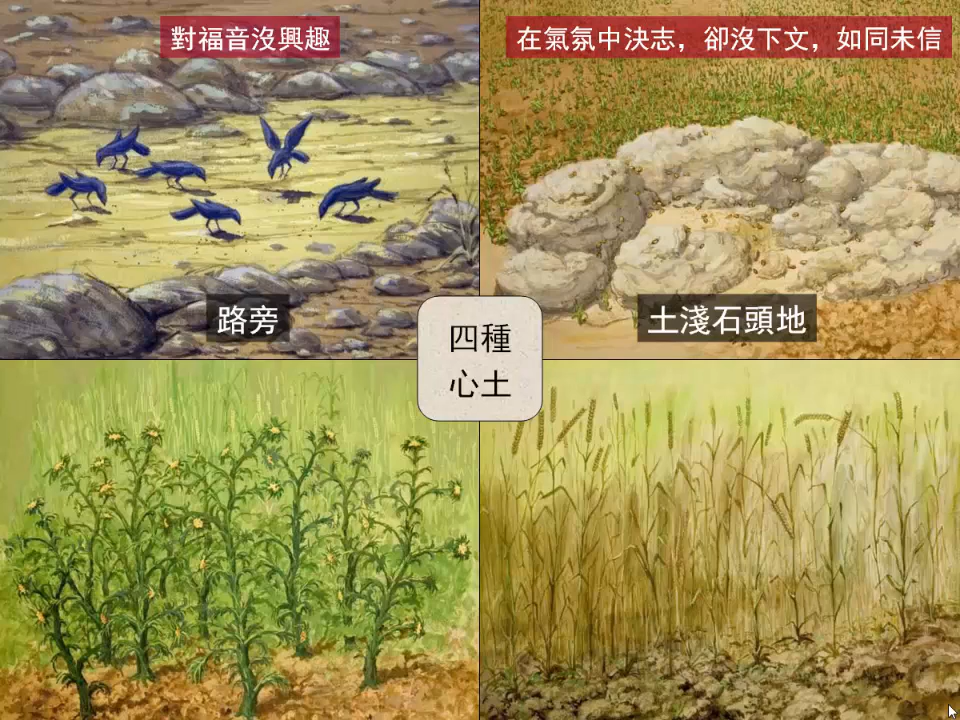 對福音沒興趣
在氣氛中決志，卻沒下文，如同未信
路旁
土淺石頭地
四種
心土